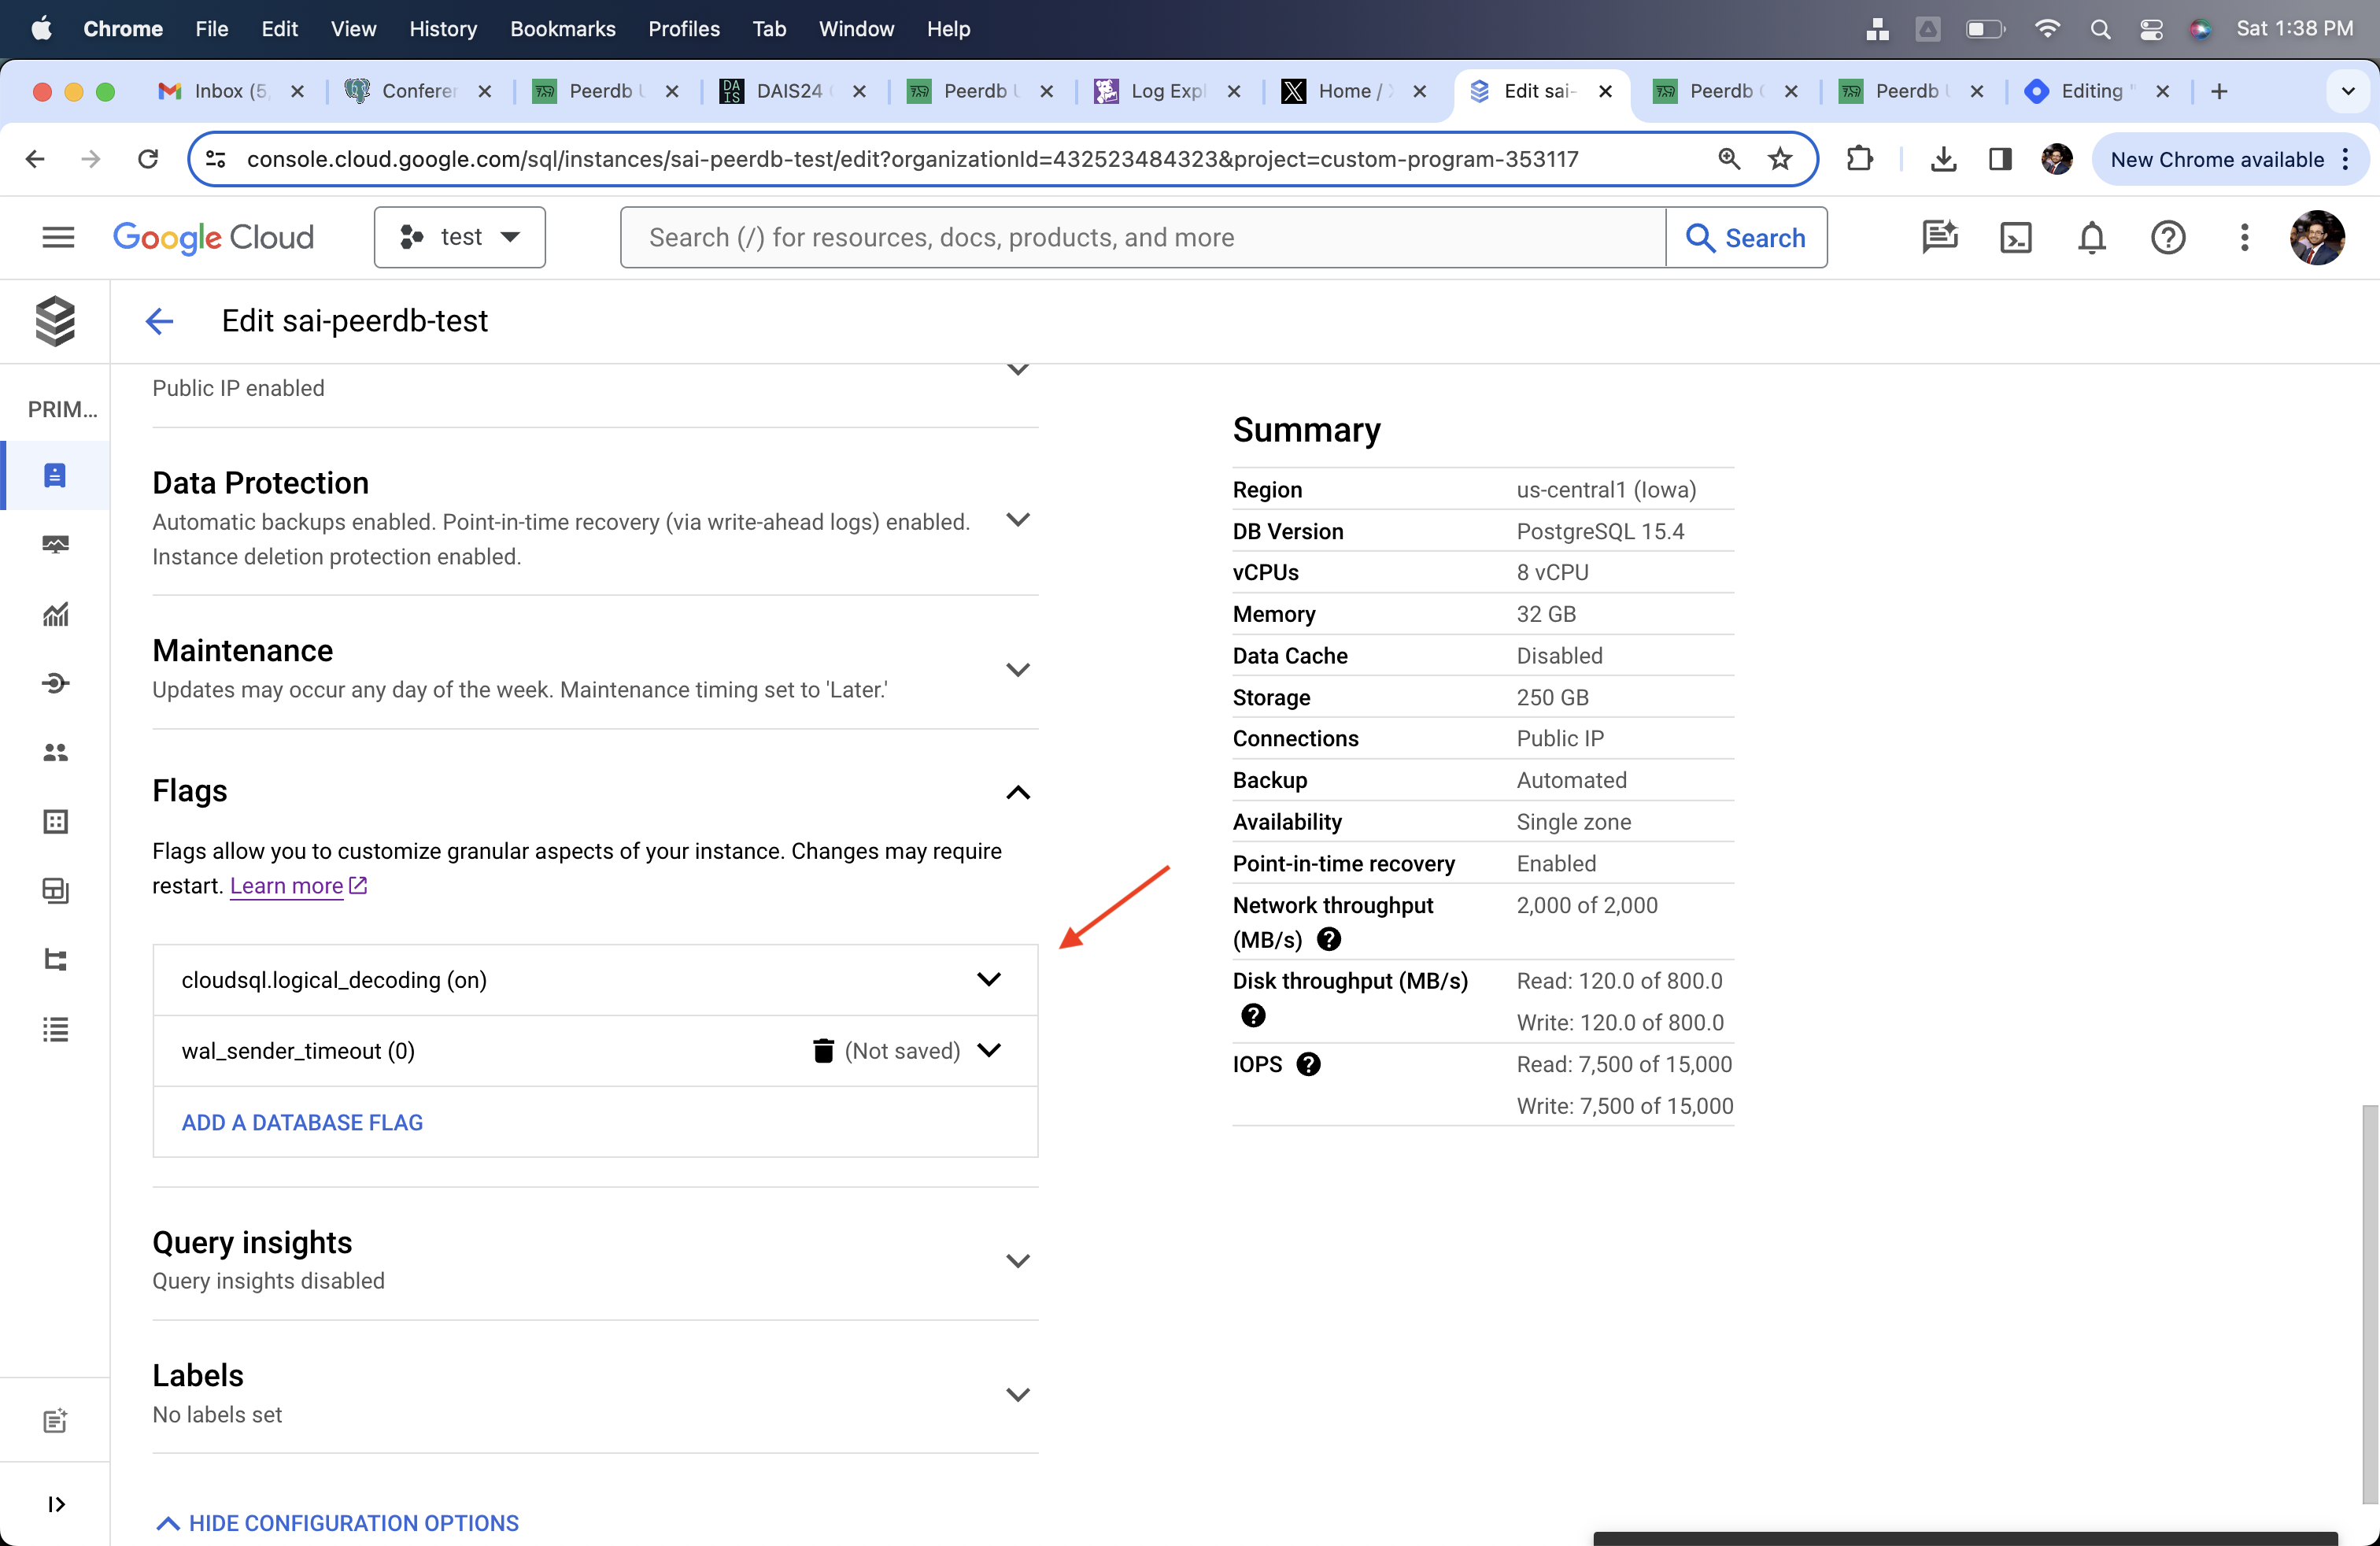 Chrome File Edit View History Bookmarks Profiles Tab Window Help Sat 1:38 PM
Inbox (5, Confere Peerdb DAIS24 Peerdb Log Expl Home / Edit sai- Peerdb Peerdb Editing "
console.cloud.google.com/sql/instances/sai-peerdb-test/edit?organizationId=432523484323&project=custom-program-353117 New Chrome available
Google Cloud test Search (/) for resources, docs, products, and more Search
Edit sai-peerdb-test
PRIM...
Public IP enabled
Data Protection
Automatic backups enabled. Point-in-time recovery (via write-ahead logs) enabled.
Instance deletion protection enabled.
Maintenance
Updates may occur any day of the week. Maintenance timing set to 'Later.'
Flags
Flags allow you to customize granular aspects of your instance. Changes may require
restart. Learn more
cloudsql.logical_decoding (on)
wal_sender_timeout (0) (Not saved)
ADD A DATABASE FLAG
Query insights
Query insights disabled
Labels
No labels set
HIDE CONFIGURATION OPTIONS
Summary
Region us-central1 (Iowa)
DB Version PostgreSQL 15.4
vCPUs 8 vCPU
Memory 32 GB
Data Cache Disabled
Storage 250 GB
Connections Public IP
Backup Automated
Availability Single zone
Point-in-time recovery Enabled
Network throughput 2,000 of 2,000
(MB/s)
Disk throughput (MB/s) Read: 120.0 of 800.0
Write: 120.0 of 800.0
IOPS Read: 7,500 of 15,000
Write: 7,500 of 15,000